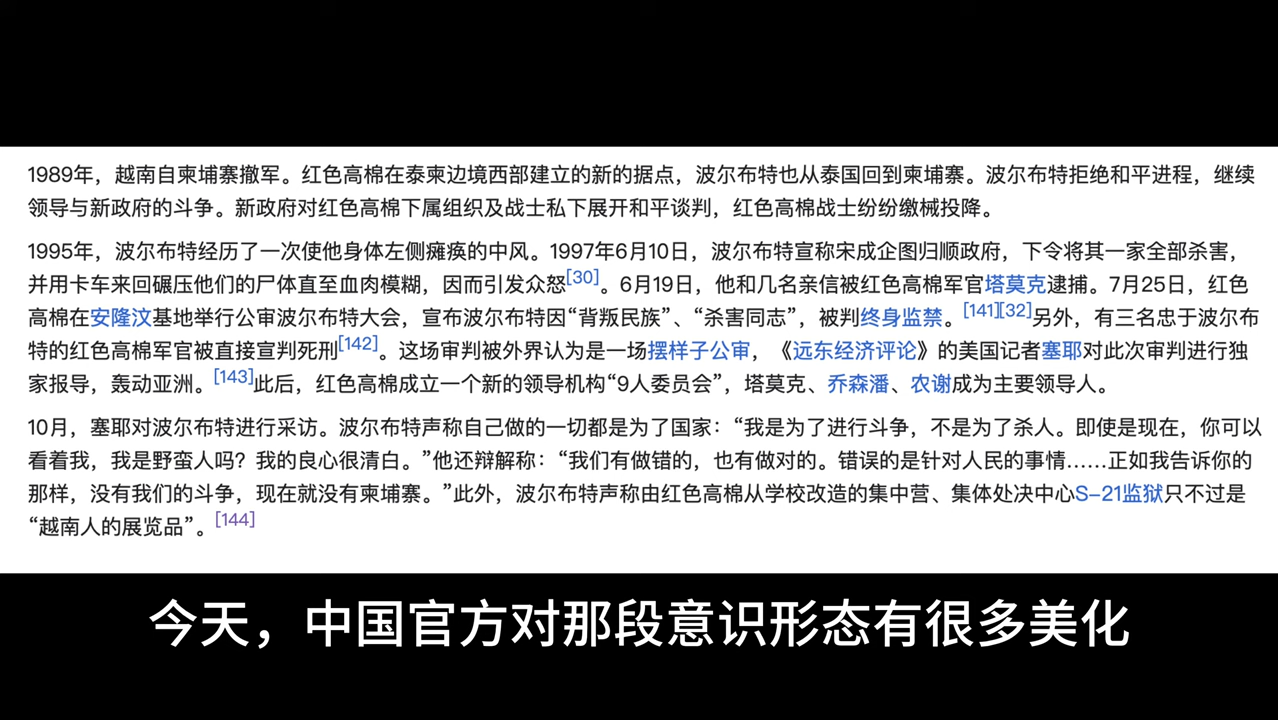 1989年，越南自柬埔寨撤军。红色高棉在泰柬边境西部建立的新的据点，波尔布特也从泰国回到柬埔寨。波尔布特拒绝和平进程，继续
领导与新政府的斗争。新政府对红色高棉下属组织及战士私下展开和平谈判，红色高棉战士纷纷缴械投降。
1995年，波尔布特经历了一次使他身体左侧瘫痪的中风。1997年6月10日，波尔布特宣称宋成企图归顺政府，下令将其一家全部杀害，
并用卡车来回碾压他们的尸体直至血肉模糊，因而引发众怒[30]。6月19日，他和几名亲信被红色高棉军官塔莫克逮捕。7月25日，红色
高棉在安隆汶基地举行公审波尔布特大会，宣布波尔布特因“背叛民族”、“杀害同志”，被判终身监禁。[141][32]另外，有三名忠于波尔布
特的红色高棉军官被直接宣判死刑[142]。这场审判被外界认为是一场摆样子公审，《远东经济评论》的美国记者塞耶对此次审判进行独
家报导，轰动亚洲。[143]此后，红色高棉成立一个新的领导机构“9人委员会”，塔莫克、乔森潘、农谢成为主要领导人。
10月，塞耶对波尔布特进行采访。波尔布特声称自己做的一切都是为了国家：“我是为了进行斗争，不是为了杀人。即使是现在，你可以
看着我，我是野蛮人吗？我的良心很清白。”他还辩解称：“我们有做错的，也有做对的。错误的是针对人民的事情……正如我告诉你的
那样，没有我们的斗争，现在就没有柬埔寨。”此外，波尔布特声称由红色高棉从学校改造的集中营、集体处决中心S-21监狱只不过是
“越南人的展览品”。[144]
今天，中国官方对那段意识形态有很多美化